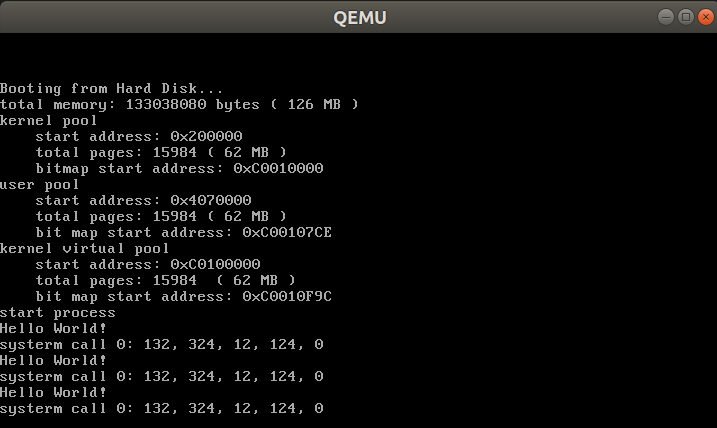 QEMU
Booting from Hard Disk...
total memory: 133038080 bytes ( 126 MB )
kernel pool
    start address: 0x200000
    total pages: 15984 ( 62 MB )
    bitmap start address: 0xC0010000
user pool
    start address: 0x4070000
    total pages: 15984 ( 62 MB )
    bit map start address: 0xC00107CE
kernel virtual pool
    start address: 0xC0100000
    total pages: 15984  ( 62 MB )
    bit map start address: 0xC0010F9C
start process
Hello World!
systerm call 0: 132, 324, 12, 124, 0
Hello World!
systerm call 0: 132, 324, 12, 124, 0
Hello World!
systerm call 0: 132, 324, 12, 124, 0